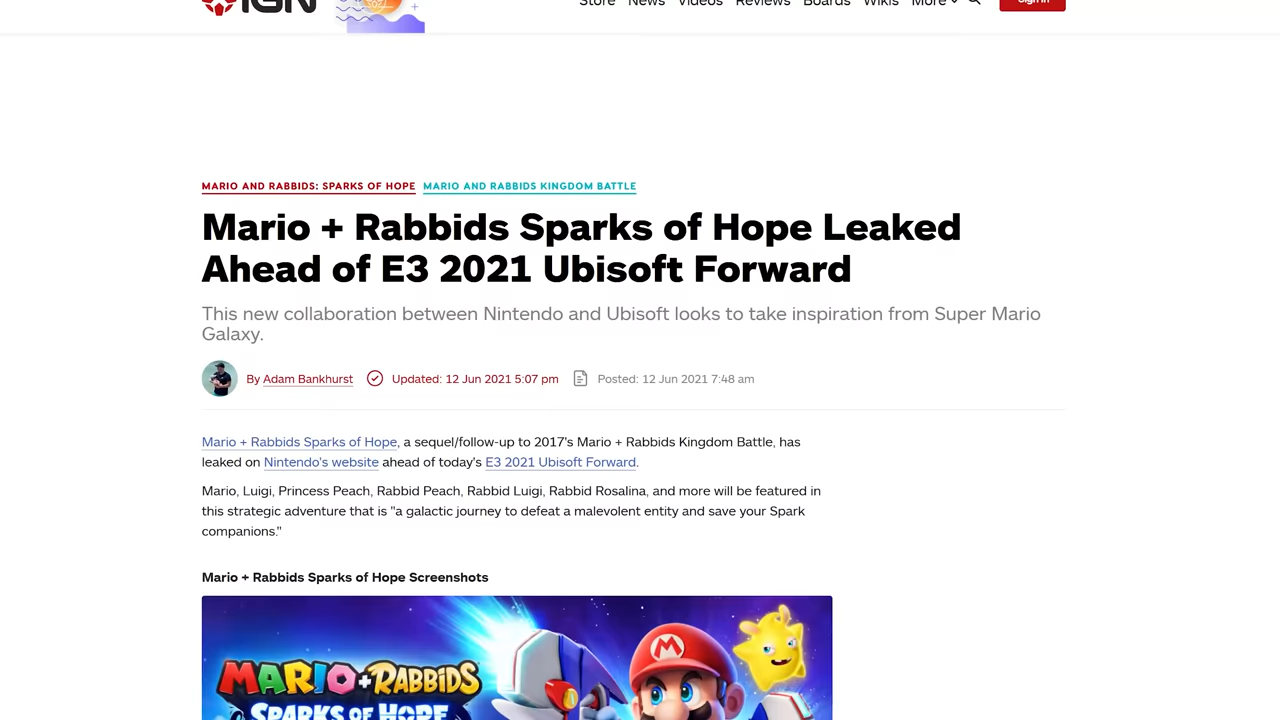 IGN
Store News Videos Reviews Boards Wikis More Sign In
MARIO AND RABBIDS: SPARKS OF HOPE MARIO AND RABBIDS KINGDOM BATTLE
Mario + Rabbids Sparks of Hope Leaked
Ahead of E3 2021 Ubisoft Forward
This new collaboration between Nintendo and Ubisoft looks to take inspiration from Super Mario
Galaxy.
By Adam Bankhurst Updated: 12 Jun 2021 5:07 pm Posted: 12 Jun 2021 7:48 am
Mario + Rabbids Sparks of Hope, a sequel/follow-up to 2017's Mario + Rabbids Kingdom Battle, has
leaked on Nintendo's website ahead of today's E3 2021 Ubisoft Forward.
Mario, Luigi, Princess Peach, Rabbid Peach, Rabbid Luigi, Rabbid Rosalina, and more will be featured in
this strategic adventure that is "a galactic journey to defeat a malevolent entity and save your Spark
companions."
Mario + Rabbids Sparks of Hope Screenshots
MARIO+RABBIDS
SPARKS OF HOPE
M